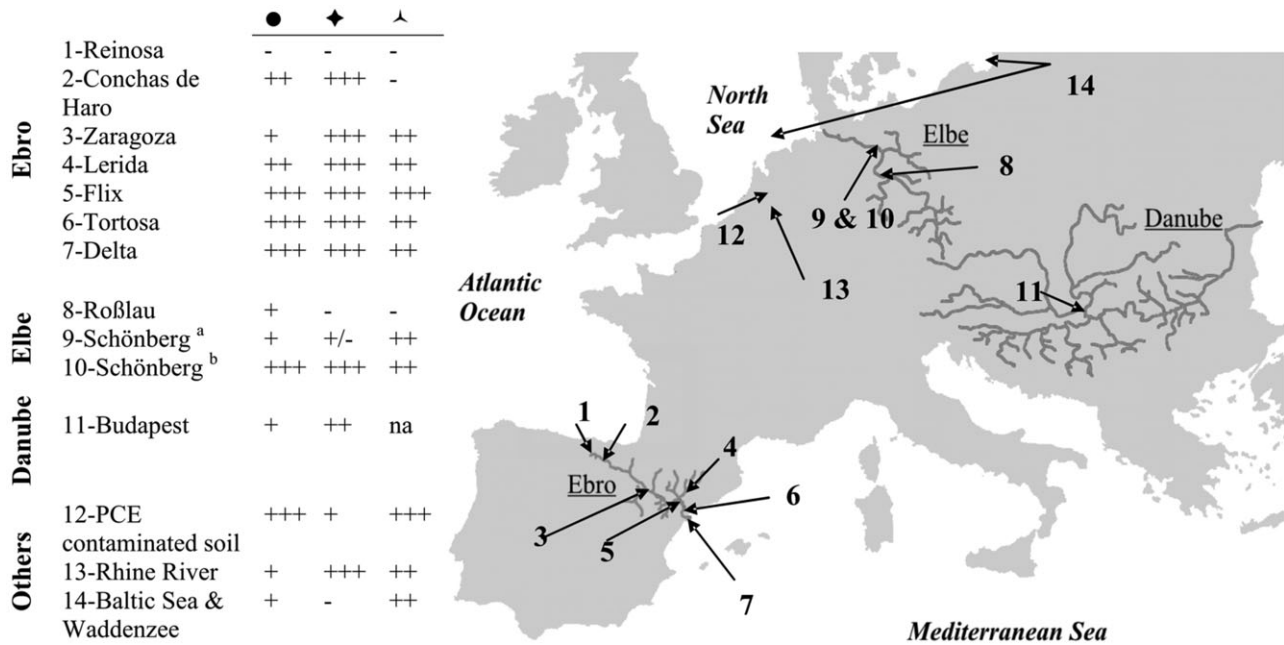 ● ✦ ⅄
Ebro
1-Reinosa - - -
2-Conchas de ++ +++ -
Haro
3-Zaragoza + +++ ++
4-Lerida ++ +++ ++
5-Flix +++ +++ +++
6-Tortosa +++ +++ ++
7-Delta +++ +++ ++
Elbe
8-Roßlau + - -
9-Schönberg a + +/- ++
10-Schönberg b +++ +++ ++
Danube
11-Budapest + ++ na
Others
12-PCE +++ + +++
contaminated soil
13-Rhine River + +++ ++
14-Baltic Sea & + - ++
Waddenzee
North
Sea
14
Elbe
8
9 & 10
12
13
Danube
11
Atlantic
Ocean
1
2
4
Ebro
6
3
5
7
Mediterranean Sea